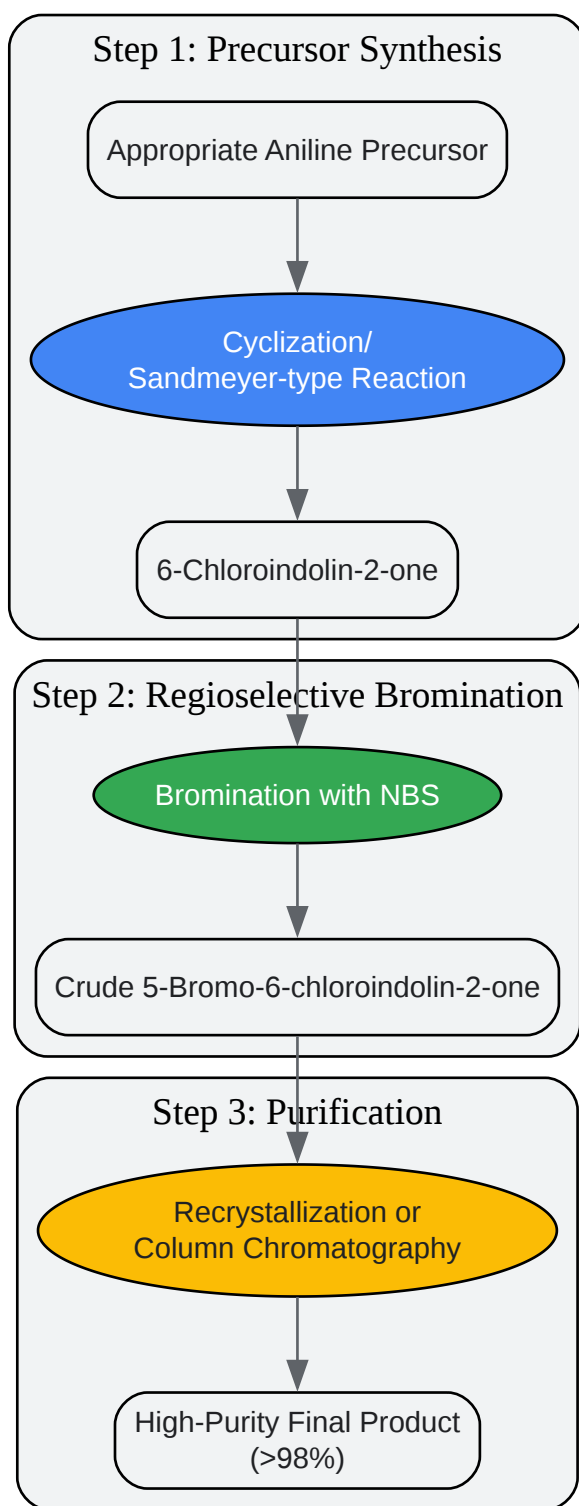 Step 1: Precursor Synthesis
Appropriate Aniline Precursor
Cyclization/
Sandmeyer-type Reaction
6-Chloroindolin-2-one
Step 2: Regioselective Bromination
Bromination with NBS
Crude 5-Bromo-6-chloroindolin-2-one
Step 3: Purification
Recrystallization or
Column Chromatography
High-Purity Final Product
(>98%)